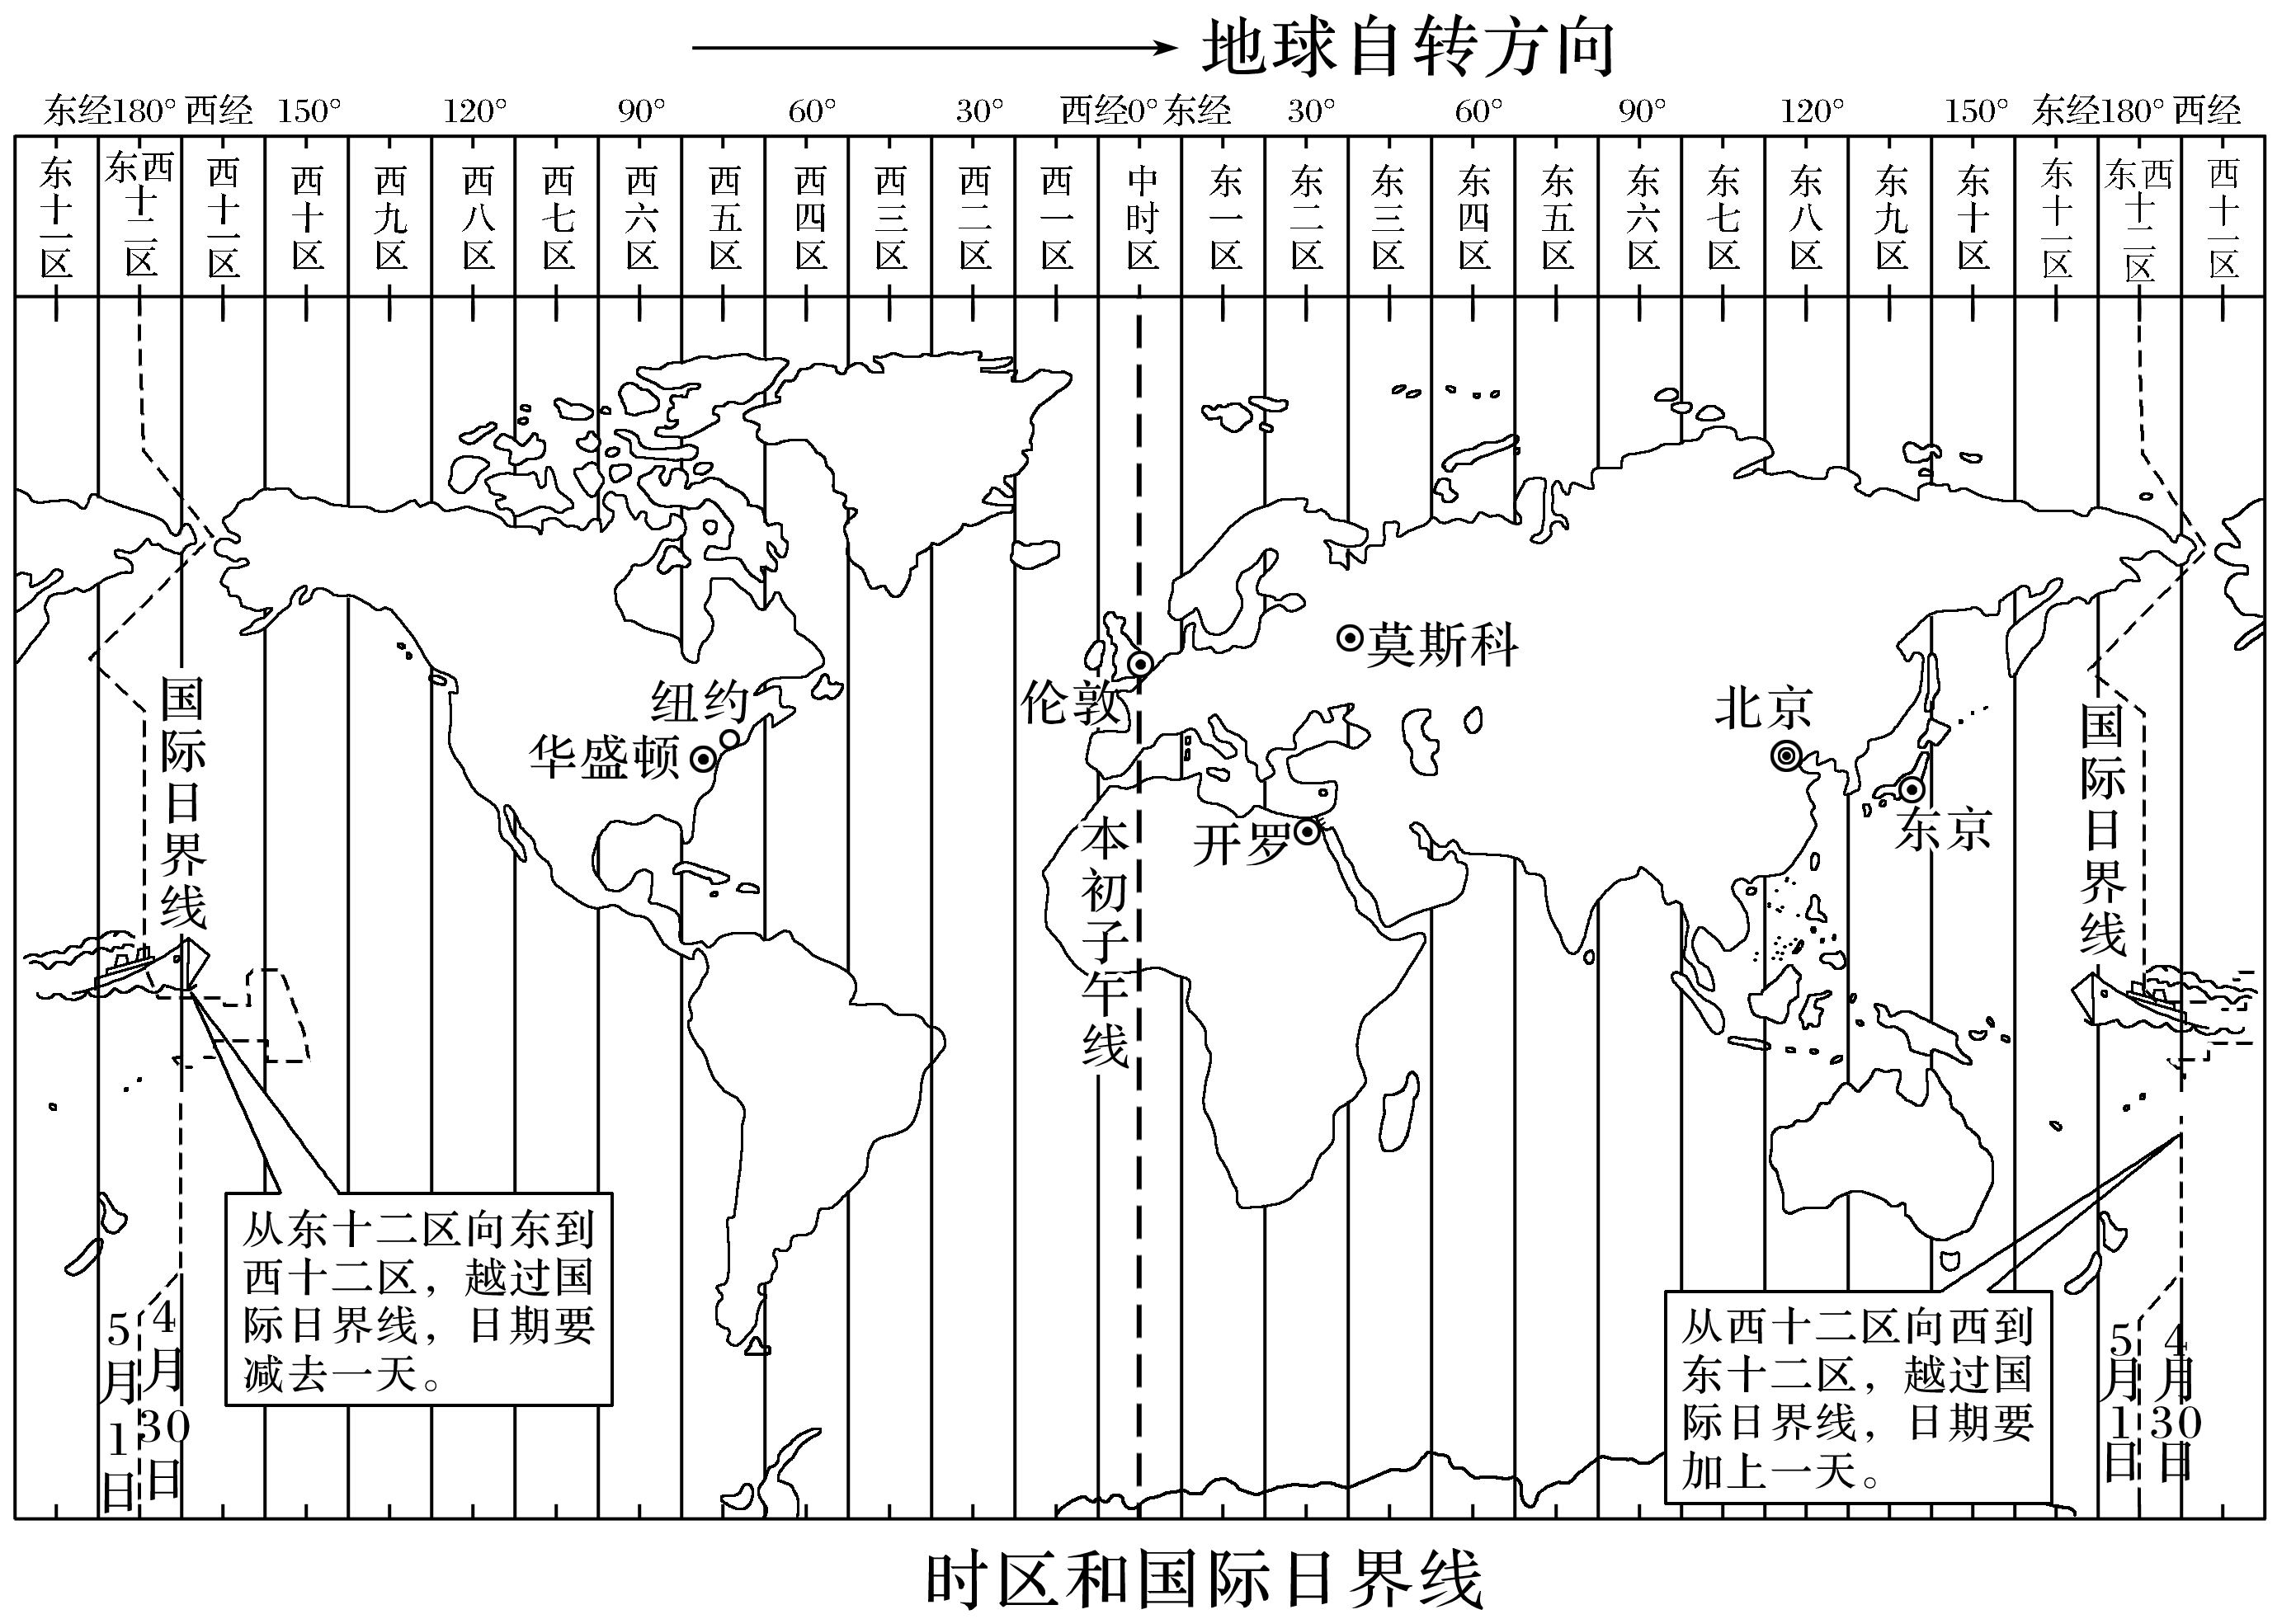 地球自转方向
东经180° 西经 150° 120° 90° 60° 30° 西经0° 东经 30° 60° 90° 120° 150° 东经180° 西经
东十一区
东西十二区
西十一区
西十区
西九区
西八区
西七区
西六区
西五区
西四区
西三区
西二区
西一区
中时区
东一区
东二区
东三区
东四区
东五区
东六区
东七区
东八区
东九区
东十区
东十一区
东西十二区
西十一区
国际日界线
纽约
华盛顿
伦敦
莫斯科
北京
东京
开罗
本初子午线
国际日界线
从东十二区向东到
西十二区，越过国
际日界线，日期要
减去一天。
从西十二区向西到
东十二区，越过国
际日界线，日期要
加上一天。
5月1日
4月30日
5月1日
4月30日
时区和国际日界线